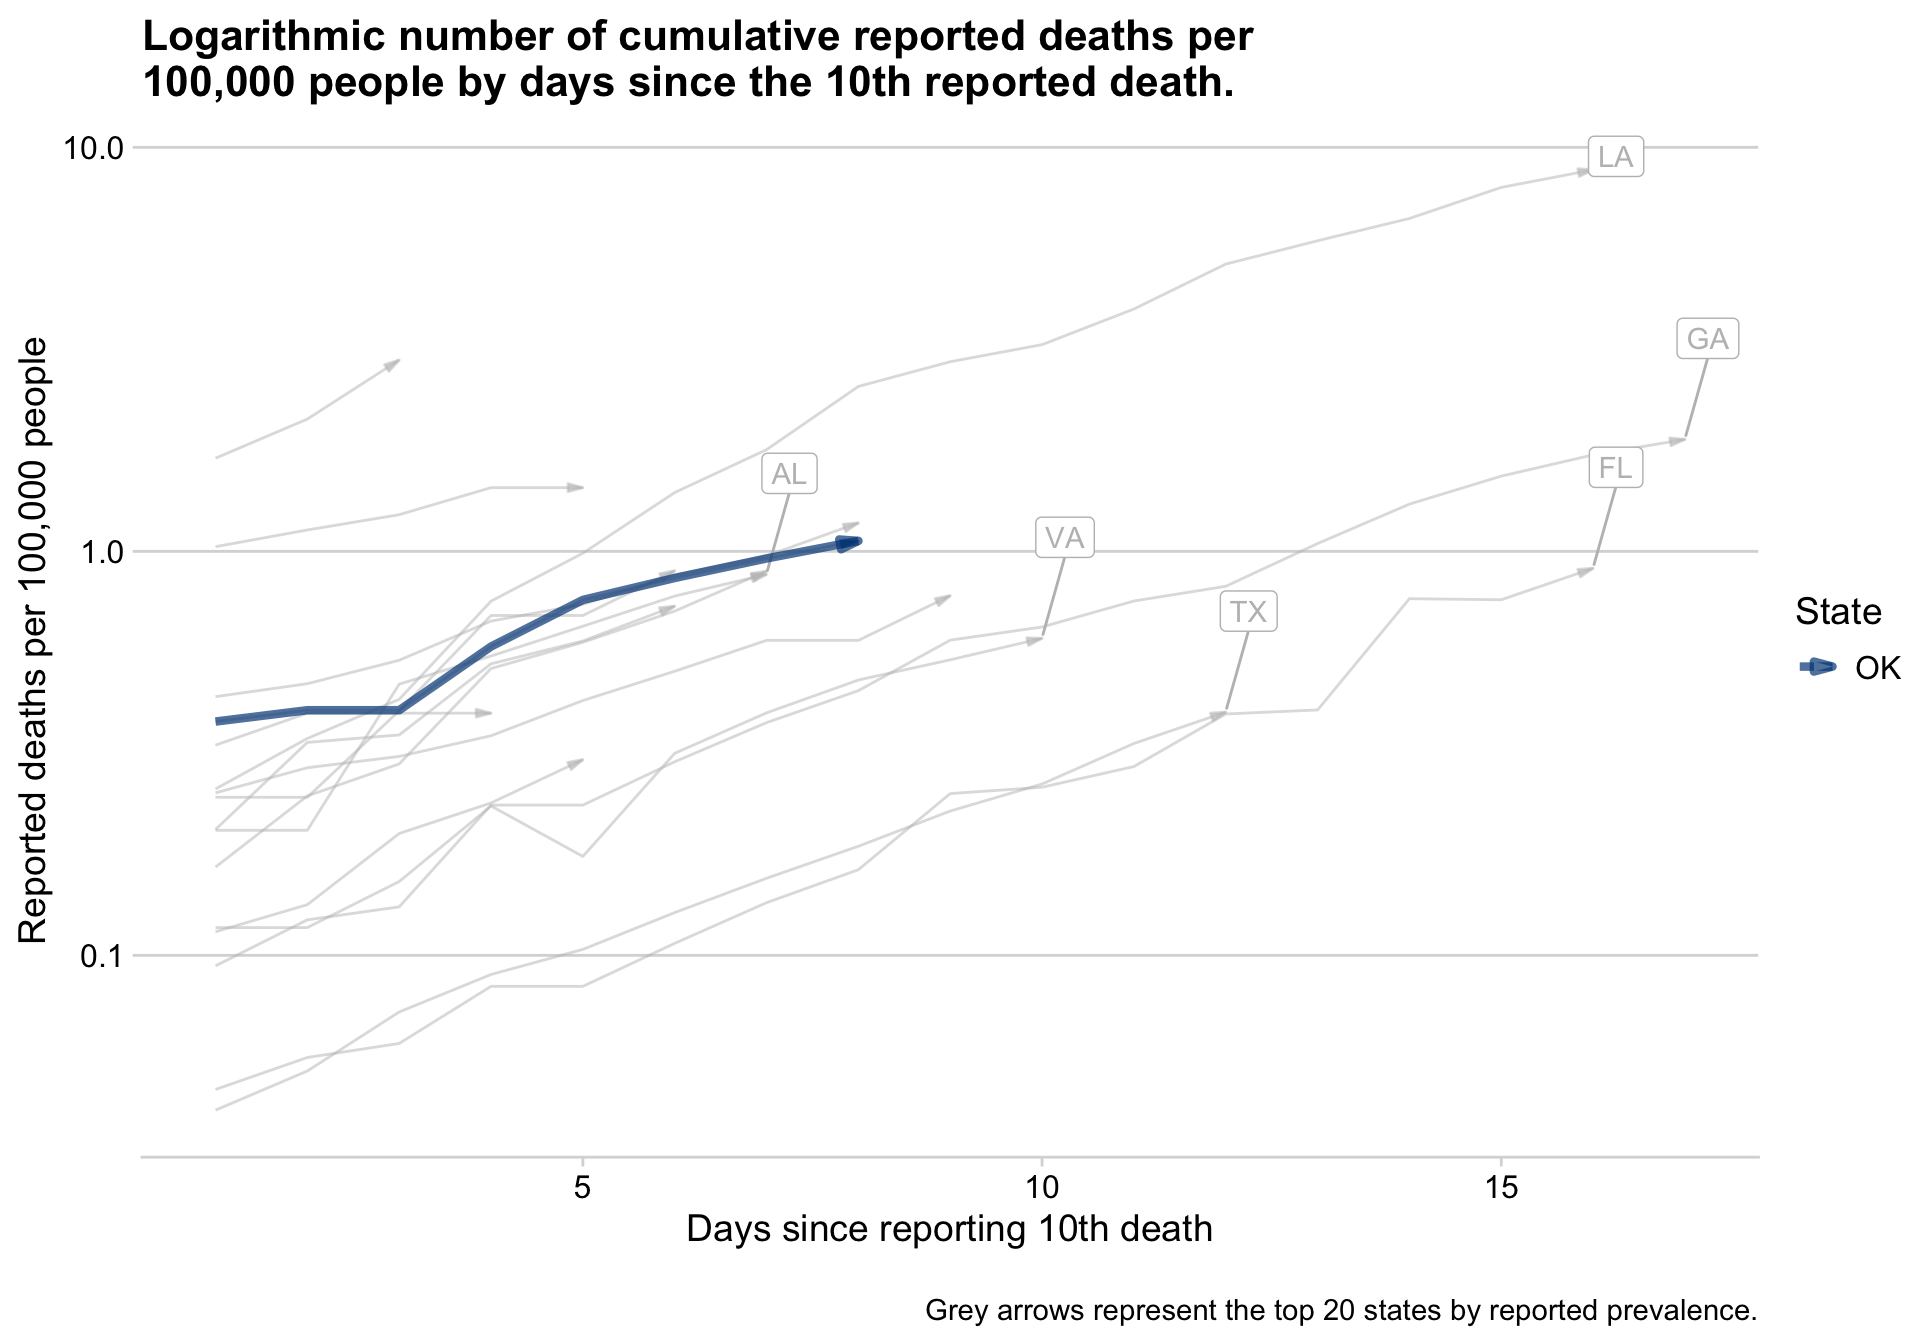 Logarithmic number of cumulative reported deaths per
100,000 people by days since the 10th reported death.
10.0
1.0
0.1
Reported deaths per 100,000 people
LA
GA
FL
AL
VA
TX
State
OK
5
10
15
Days since reporting 10th death
Grey arrows represent the top 20 states by reported prevalence.